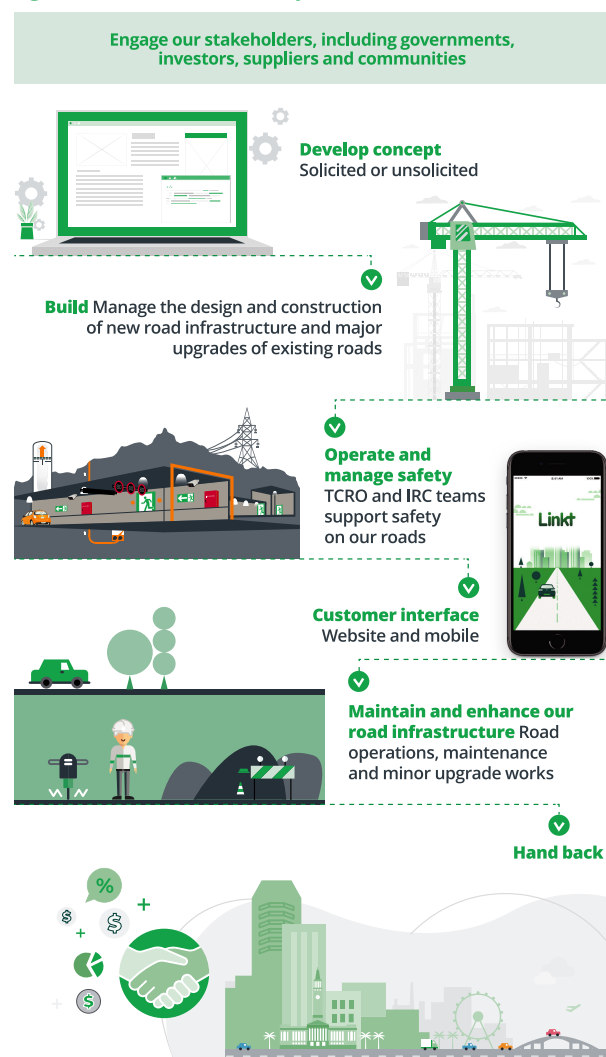 Engage our stakeholders, including governments,
investors, suppliers and communities
Develop concept
Solicited or unsolicited
Build Manage the design and construction
of new road infrastructure and major
upgrades of existing roads
Operate and
manage safety
TCRO and IRC teams
support safety
on our roads
Linkt
Customer interface
Website and mobile
Maintain and enhance our
road infrastructure Road
operations, maintenance
and minor upgrade works
Hand back
%
$
$
$